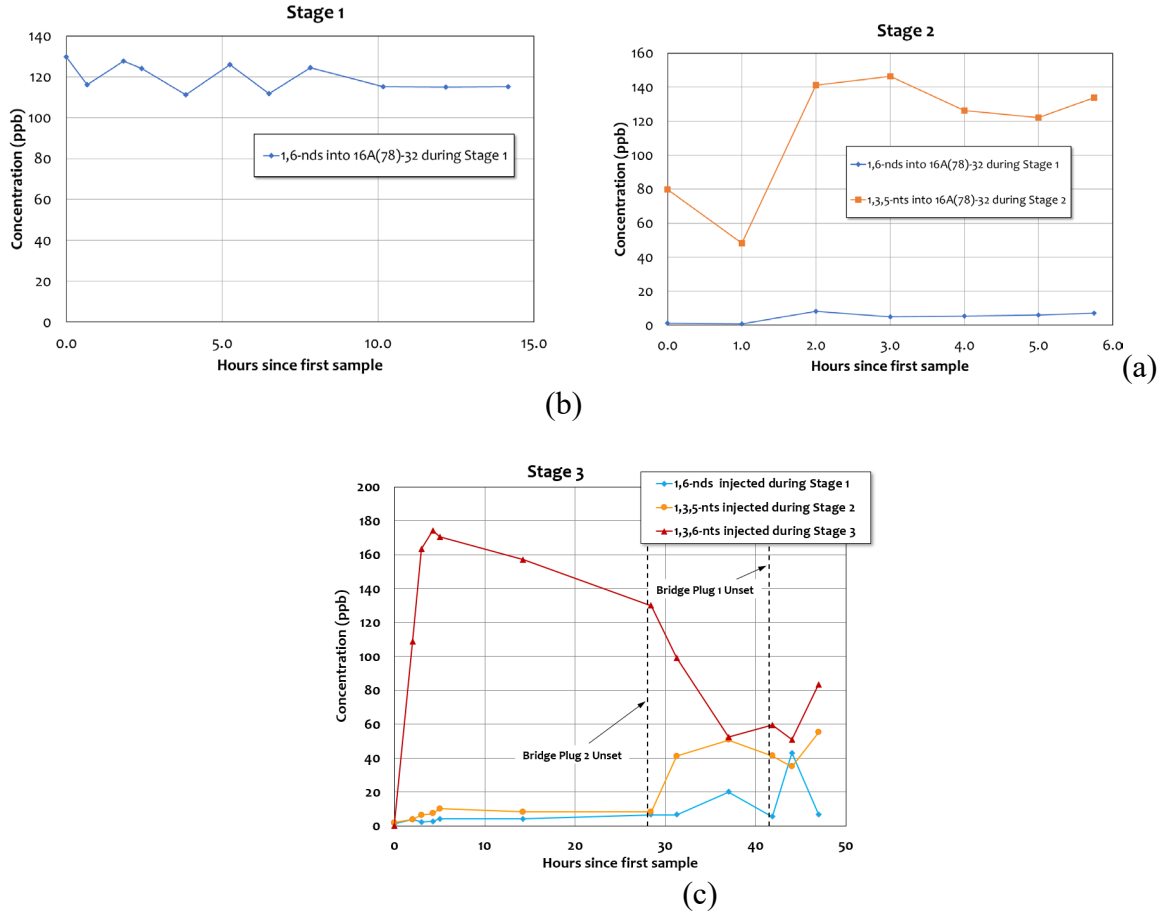 Stage 1
140
120
100
80
60
40
20
0
Concentration (ppb)
1,6-nds into 16A(78)-32 during Stage 1
0.0 5.0 10.0 15.0
Hours since first sample
(b)
Stage 2
160
140
120
100
80
60
40
20
0
Concentration (ppb)
1,6-nds into 16A(78)-32 during Stage 1
1,3,5-nts into 16A(78)-32 during Stage 2
0.0 1.0 2.0 3.0 4.0 5.0 6.0
Hours since first sample
(a)
Stage 3
1,6-nds injected during Stage 1
1,3,5-nts injected during Stage 2
1,3,6-nts injected during Stage 3
200
180
160
140
120
100
80
60
40
20
0
Concentration (ppb)
Bridge Plug 1 Unset
Bridge Plug 2 Unset
0 10 20 30 40 50
Hours since first sample
(c)